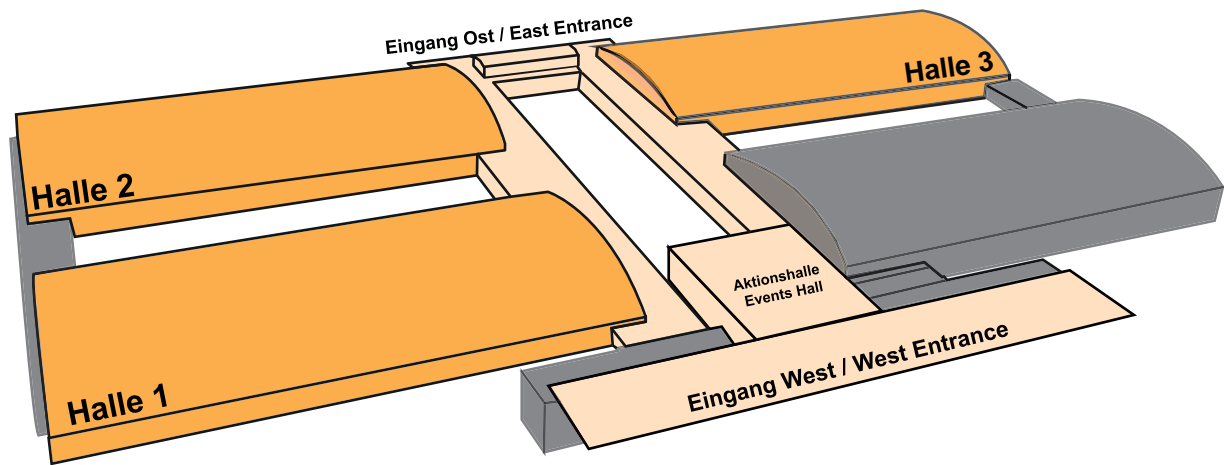 Eingang Ost / East Entrance
Halle 3
Halle 2
Aktionshalle
Events Hall
Eingang West / West Entrance
Halle 1